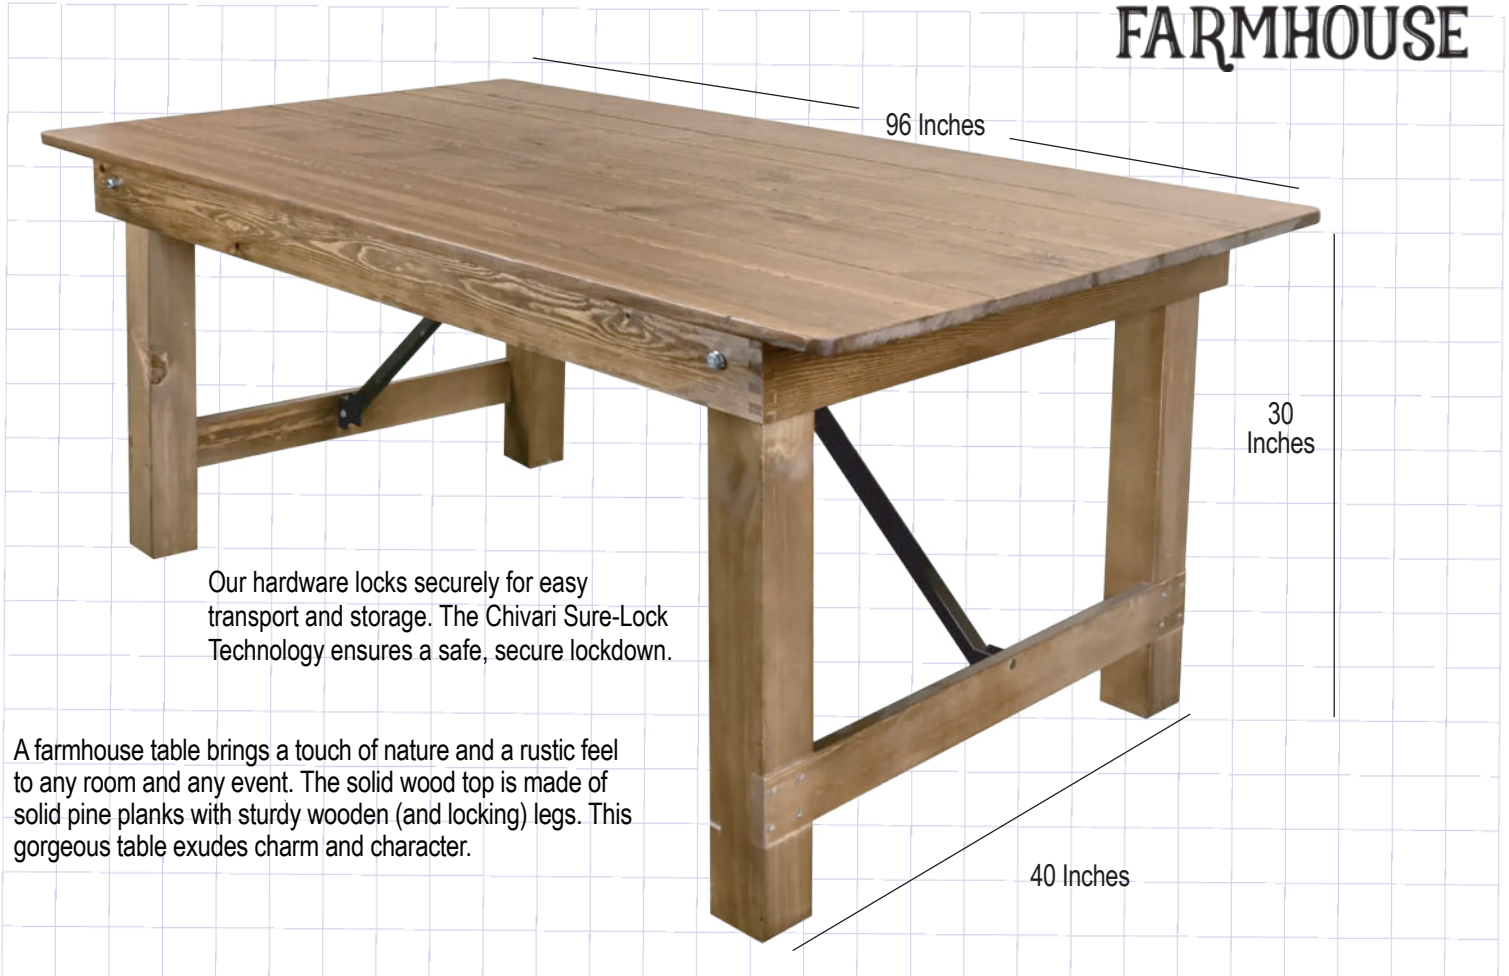 FARMHOUSE
96 Inches
30
Inches
Our hardware locks securely for easy
transport and storage. The Chivari Sure-Lock
Technology ensures a safe, secure lockdown.
A farmhouse table brings a touch of nature and a rustic feel
to any room and any event. The solid wood top is made of
solid pine planks with sturdy wooden (and locking) legs. This
gorgeous table exudes charm and character.
40 Inches